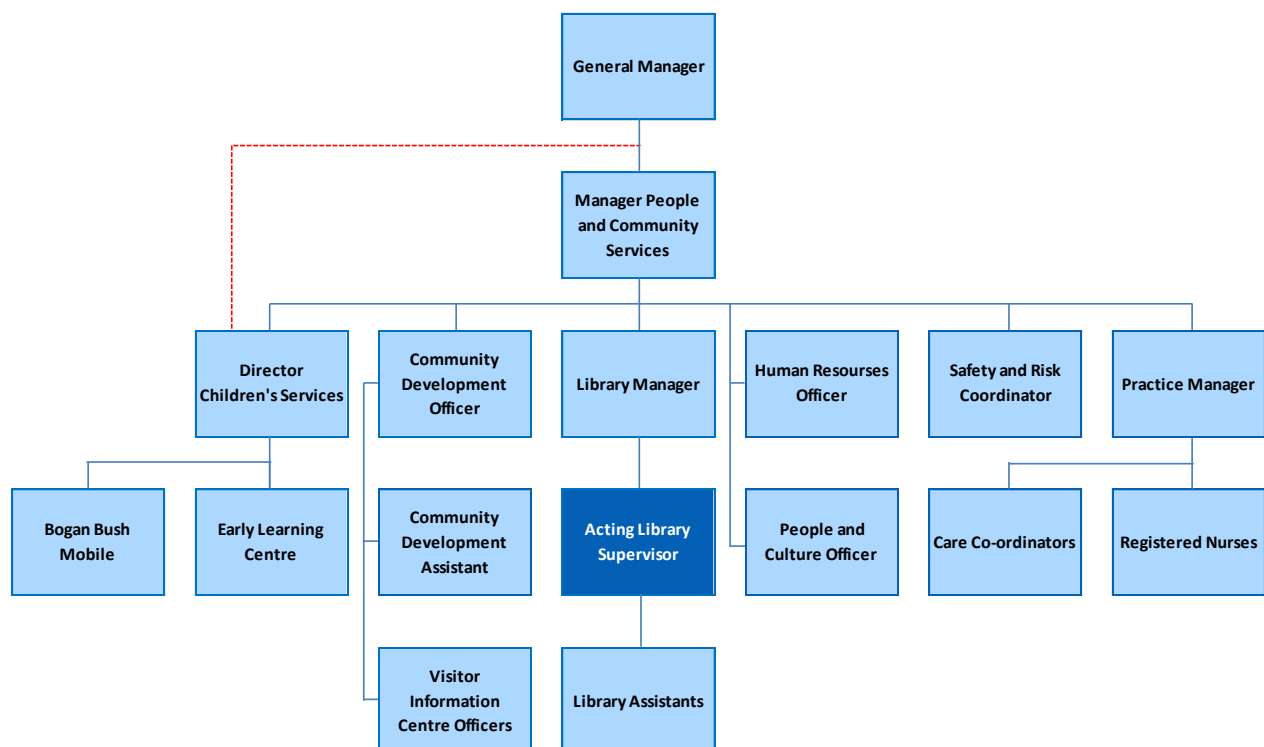 General Manager
Manager People
and Community
Services
Director
Children's Services
Community
Development
Officer
Library Manager
Human Resourses
Officer
Safety and Risk
Coordinator
Practice Manager
Bogan Bush
Mobile
Early Learning
Centre
Community
Development
Assistant
Acting Library
Supervisor
People and
Culture Officer
Care Co-ordinators
Registered Nurses
Visitor
Information
Centre Officers
Library Assistants